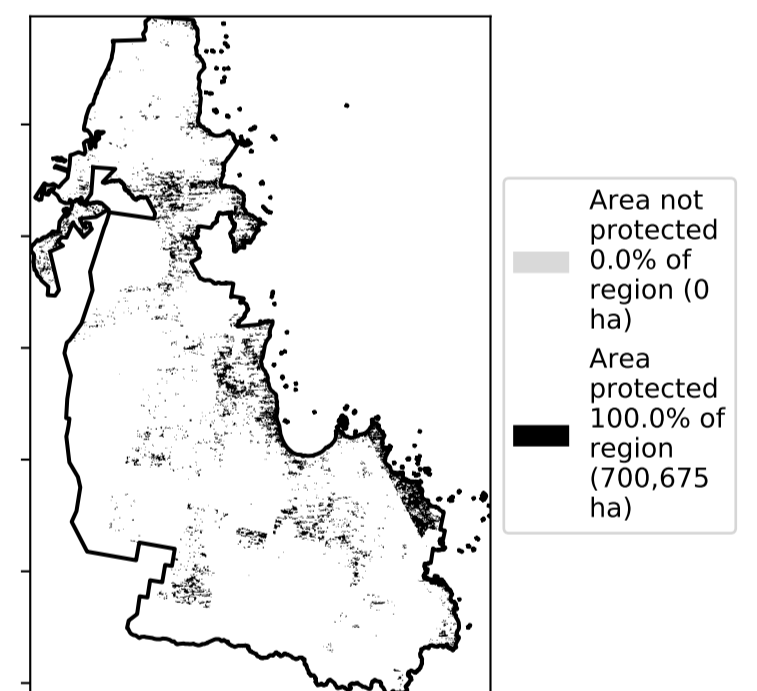 Area not
protected
0.0% of
region (0
ha)
Area
protected
100.0% of
region
(700,675
ha)